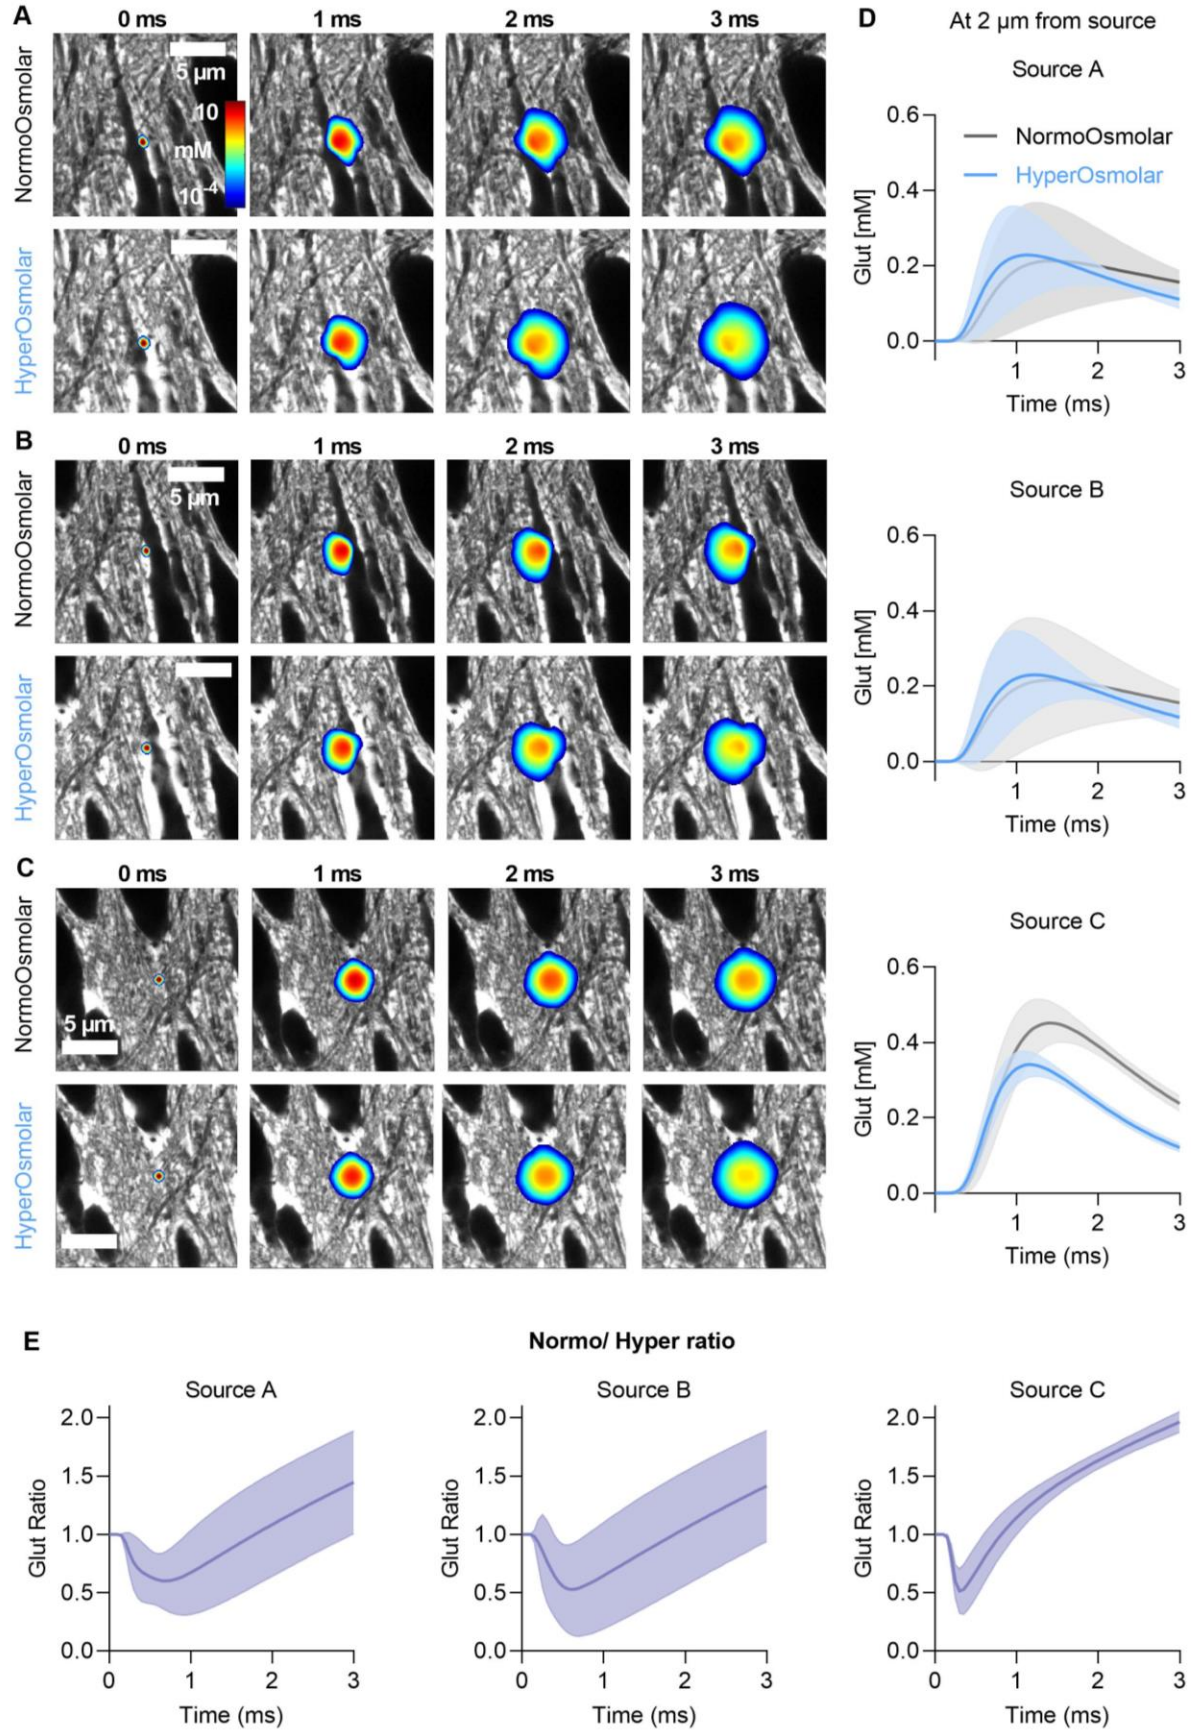 A
0 ms 1 ms 2 ms 3 ms
NormoOsmolar
5 µm
10
mM
10⁻⁴
HyperOsmolar
B
0 ms 1 ms 2 ms 3 ms
NormoOsmolar
5 µm
HyperOsmolar
C
0 ms 1 ms 2 ms 3 ms
NormoOsmolar
5 µm
HyperOsmolar
D
At 2 µm from source
Source A
NormoOsmolar
HyperOsmolar
Glut [mM]
0.6
0.4
0.2
0.0
1 2 3
Time (ms)
Source B
Glut [mM]
0.6
0.4
0.2
0.0
1 2 3
Time (ms)
Source C
Glut [mM]
0.6
0.4
0.2
0.0
1 2 3
Time (ms)
E
Normo/ Hyper ratio
Source A
Glut Ratio
2.0
1.5
1.0
0.5
0.0
0 1 2 3
Time (ms)
Source B
Glut Ratio
2.0
1.5
1.0
0.5
0.0
0 1 2 3
Time (ms)
Source C
Glut Ratio
2.0
1.5
1.0
0.5
0.0
0 1 2 3
Time (ms)